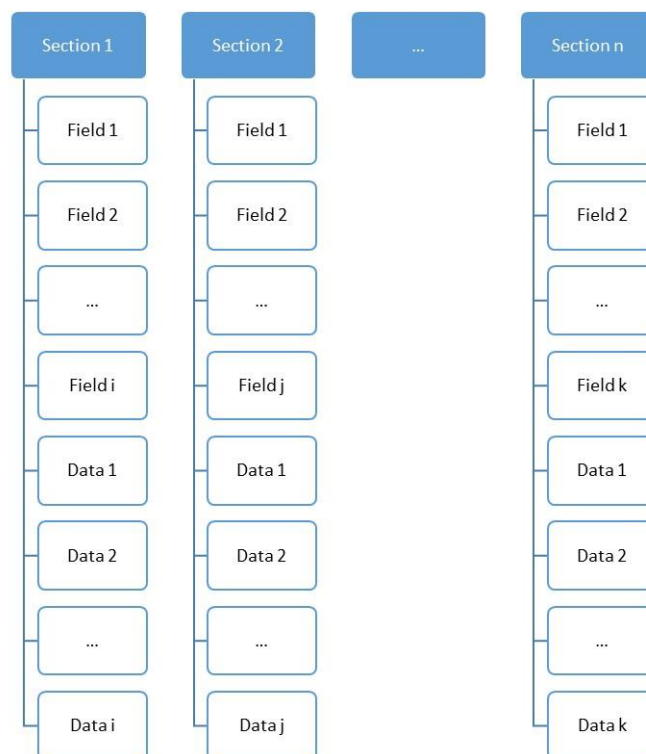 Section 1
Field 1
Field 2
...
Field i
Data 1
Data 2
...
Data i
Section 2
Field 1
Field 2
...
Field j
Data 1
Data 2
...
Data j
...
Section n
Field 1
Field 2
...
Field k
Data 1
Data 2
...
Data k